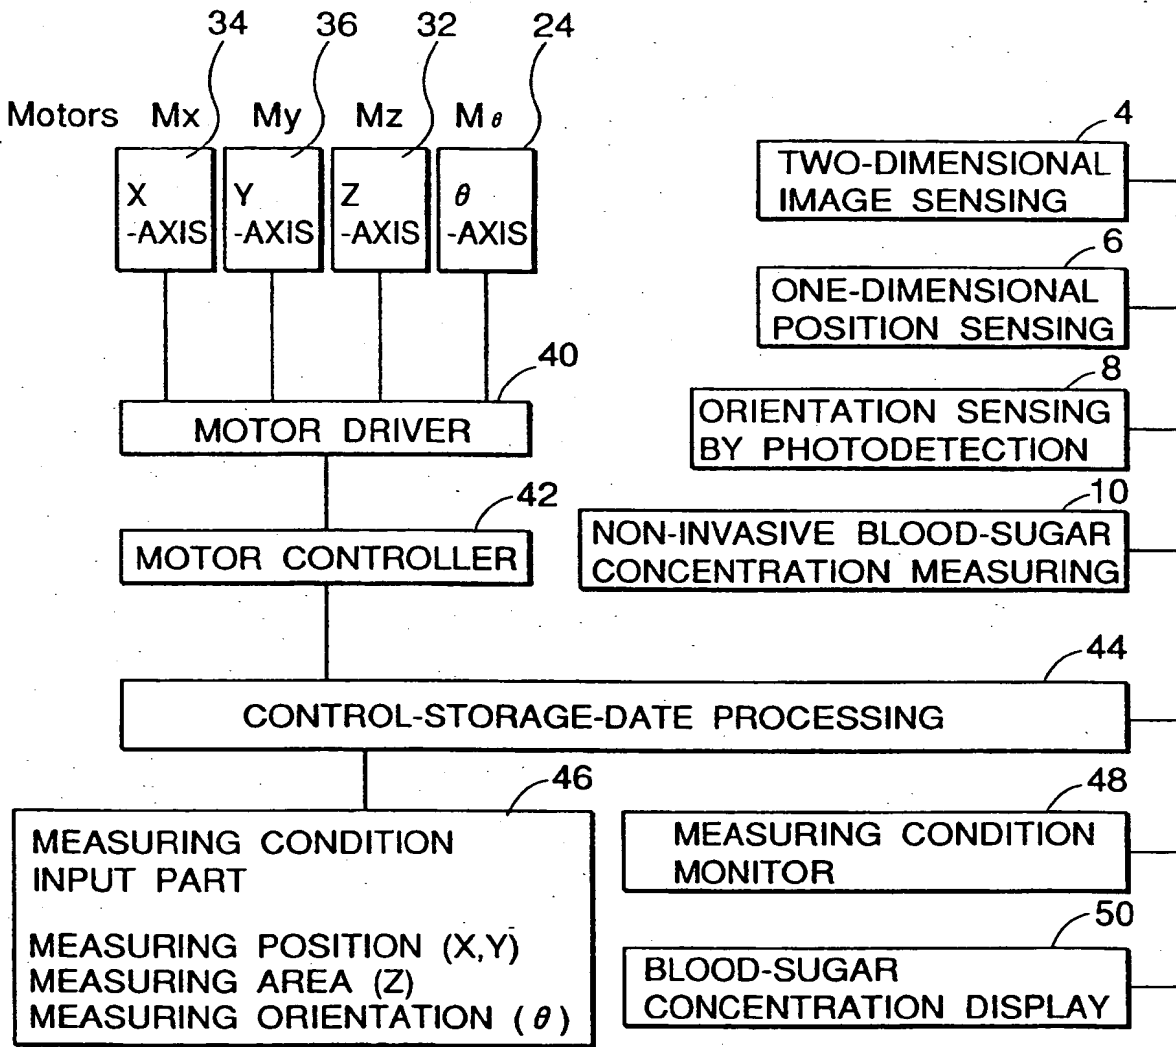 34 36 32 24
Motors Mx My Mz Mθ
X
-AXIS
Y
-AXIS
Z
-AXIS
θ
-AXIS
40
MOTOR DRIVER
42
MOTOR CONTROLLER
4
TWO-DIMENSIONAL
IMAGE SENSING
6
ONE-DIMENSIONAL
POSITION SENSING
8
ORIENTATION SENSING
BY PHOTODETECTION
10
NON-INVASIVE BLOOD-SUGAR
CONCENTRATION MEASURING
44
CONTROL-STORAGE-DATE PROCESSING
46
MEASURING CONDITION
INPUT PART
MEASURING POSITION (X,Y)
MEASURING AREA (Z)
MEASURING ORIENTATION (θ)
48
MEASURING CONDITION
MONITOR
50
BLOOD-SUGAR
CONCENTRATION DISPLAY